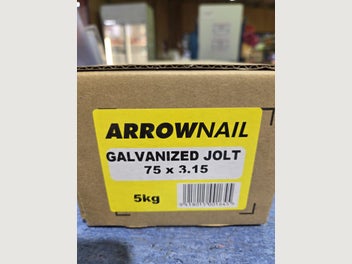 ARROWNAIL
GALVANIZED JOLT
75 x 3.15
5kg